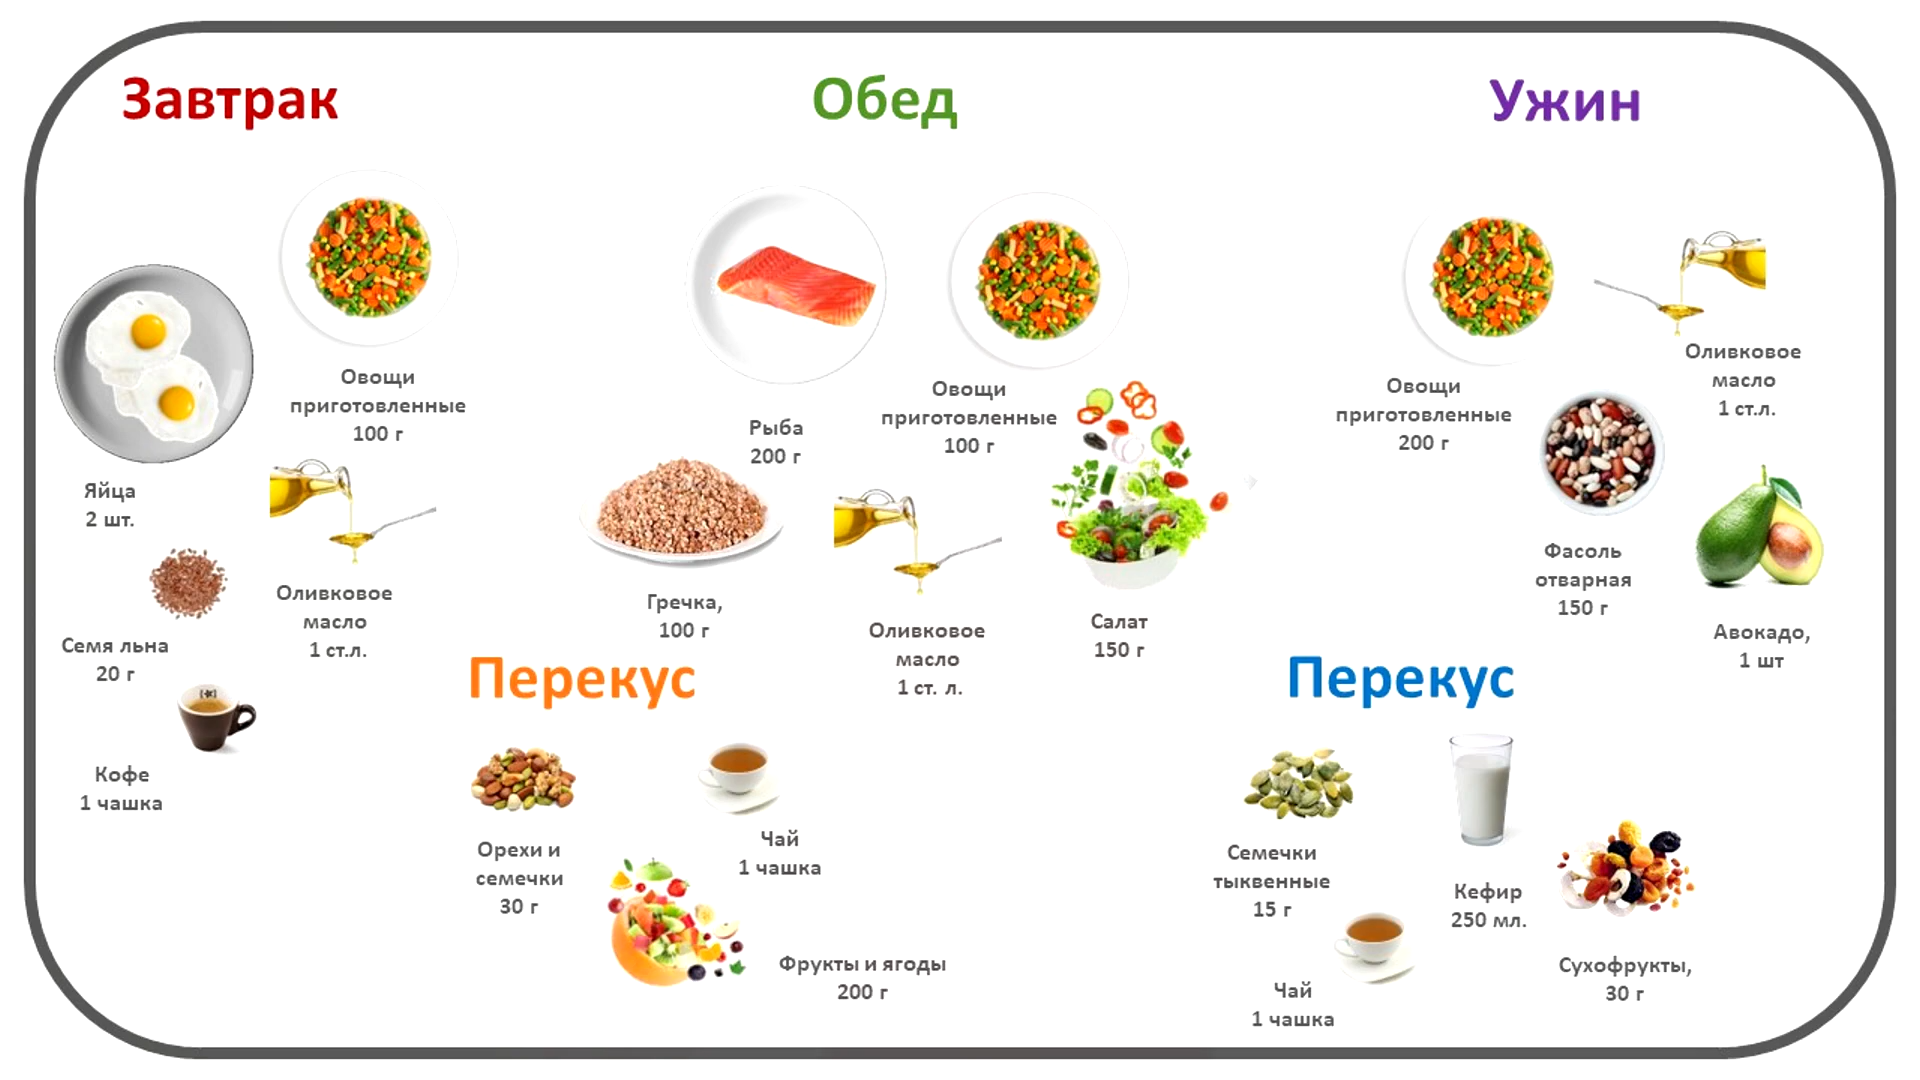 Завтрак
Овощи
приготовленные
100 г
Яйца
2 шт.
Оливковое
масло
1 ст.л.
Семя льна
20 г
Кофе
1 чашка
Обед
Рыба
200 г
Овощи
приготовленные
100 г
Гречка,
100 г
Оливковое
масло
1 ст. л.
Салат
150 г
Ужин
Овощи
приготовленные
200 г
Оливковое
масло
1 ст.л.
Фасоль
отварная
150 г
Авокадо,
1 шт
Перекус
Орехи и
семечки
30 г
Чай
1 чашка
Фрукты и ягоды
200 г
Перекус
Семечки
тыквенные
15 г
Кефир
250 мл.
Сухофрукты,
30 г
Чай
1 чашка